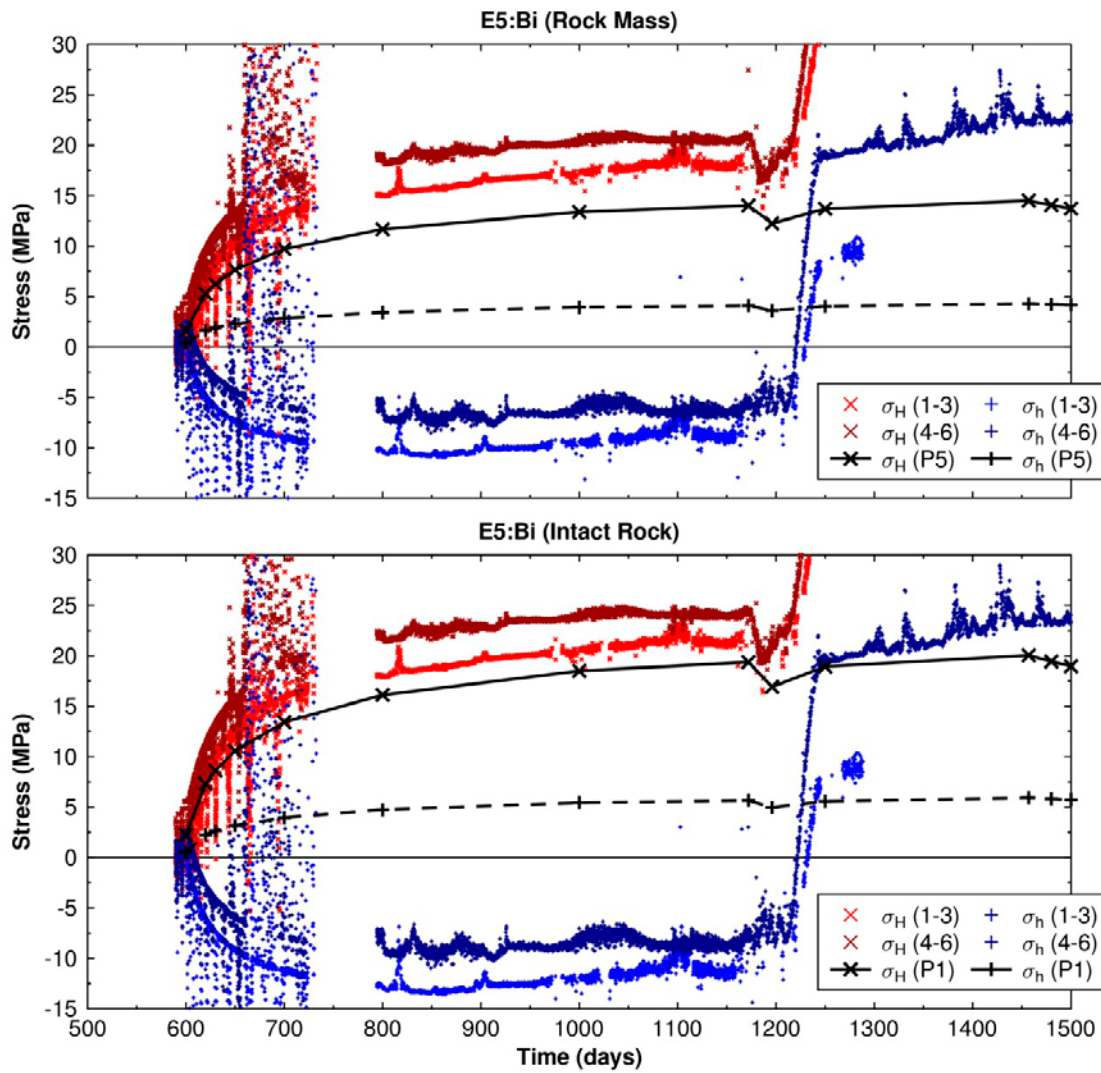 E5:Bi (Rock Mass)
30
25
20
15
10
5
0
-5
-10
-15
Stress (MPa)
σH (1-3) σh (1-3)
σH (4-6) σh (4-6)
σH (P5) σh (P5)
E5:Bi (Intact Rock)
30
25
20
15
10
5
0
-5
-10
-15
Stress (MPa)
σH (1-3) σh (1-3)
σH (4-6) σh (4-6)
σH (P1) σh (P1)
500 600 700 800 900 1000 1100 1200 1300 1400 1500
Time (days)